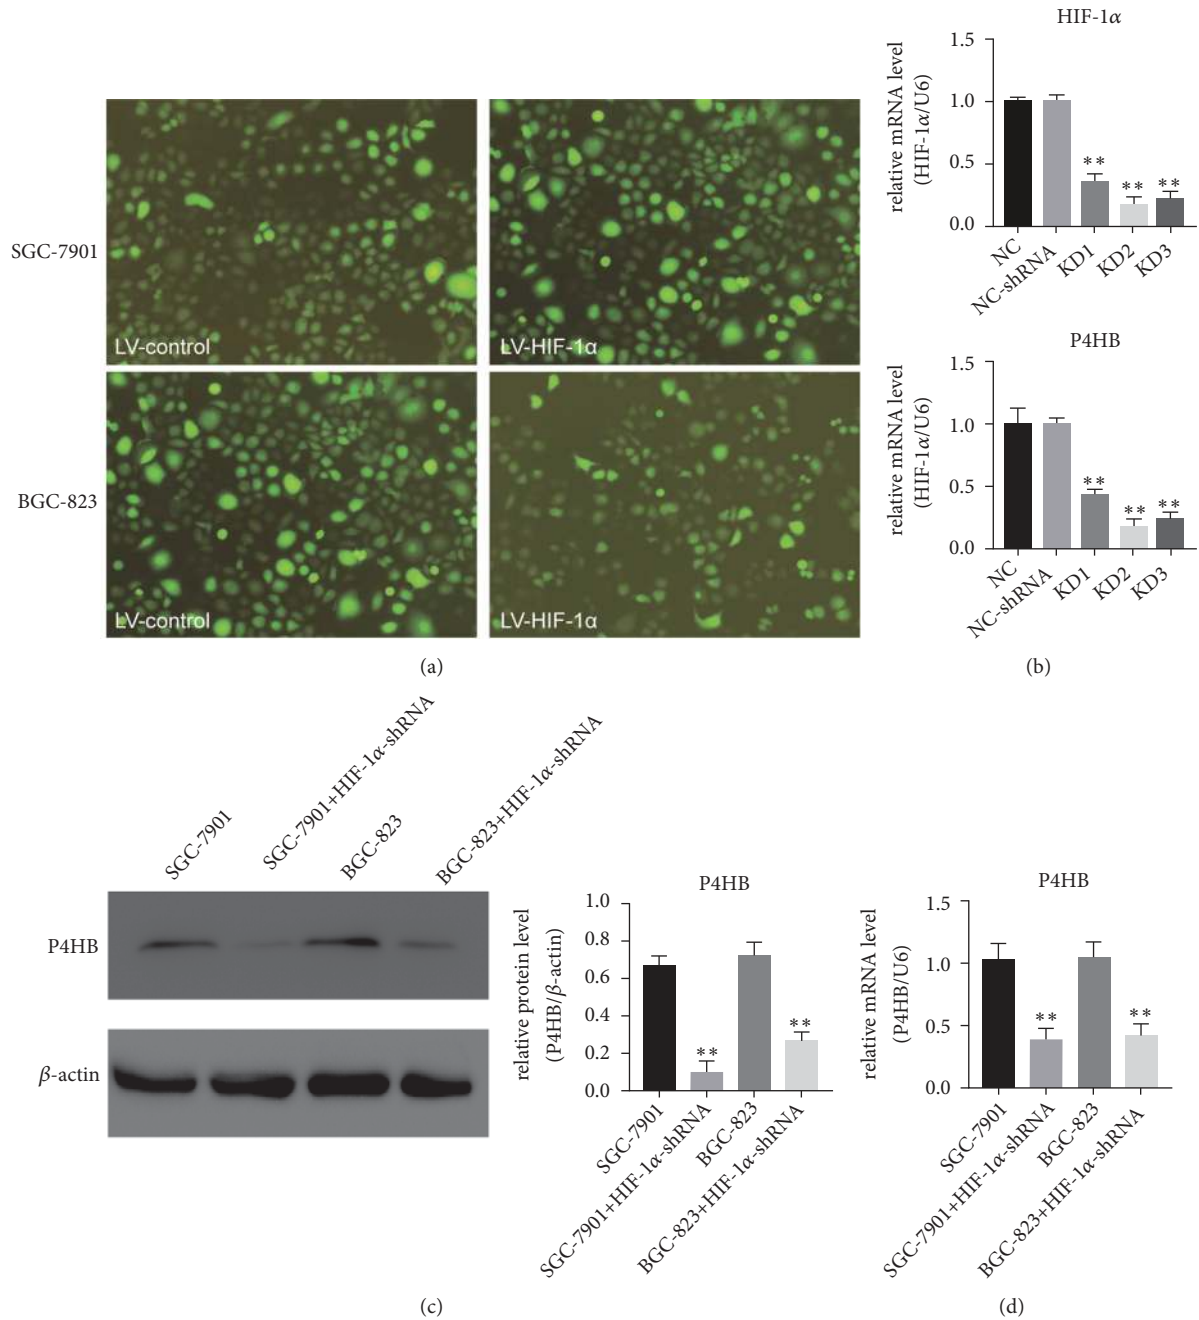 SGC-7901
LV-control
LV-HIF-1α
BGC-823
LV-control
LV-HIF-1α
(a)
HIF-1α
relative mRNA level
(HIF-1α/U6)
1.5
1.0
0.5
0.0
**
**
**
NC
NC-shRNA
KD1
KD2
KD3
P4HB
relative mRNA level
(HIF-1α/U6)
1.5
1.0
0.5
0.0
**
**
**
NC
NC-shRNA
KD1
KD2
KD3
(b)
SGC-7901
SGC-7901+HIF-1α-shRNA
BGC-823
BGC-823+HIF-1α-shRNA
P4HB
β-actin
P4HB
relative protein level
(P4HB/β-actin)
1.0
0.8
0.6
0.4
0.2
0.0
**
**
SGC-7901
SGC-7901+HIF-1α-shRNA
BGC-823
BGC-823+HIF-1α-shRNA
(c)
P4HB
relative mRNA level
(P4HB/U6)
1.5
1.0
0.5
0.0
**
**
SGC-7901
SGC-7901+HIF-1α-shRNA
BGC-823
BGC-823+HIF-1α-shRNA
(d)